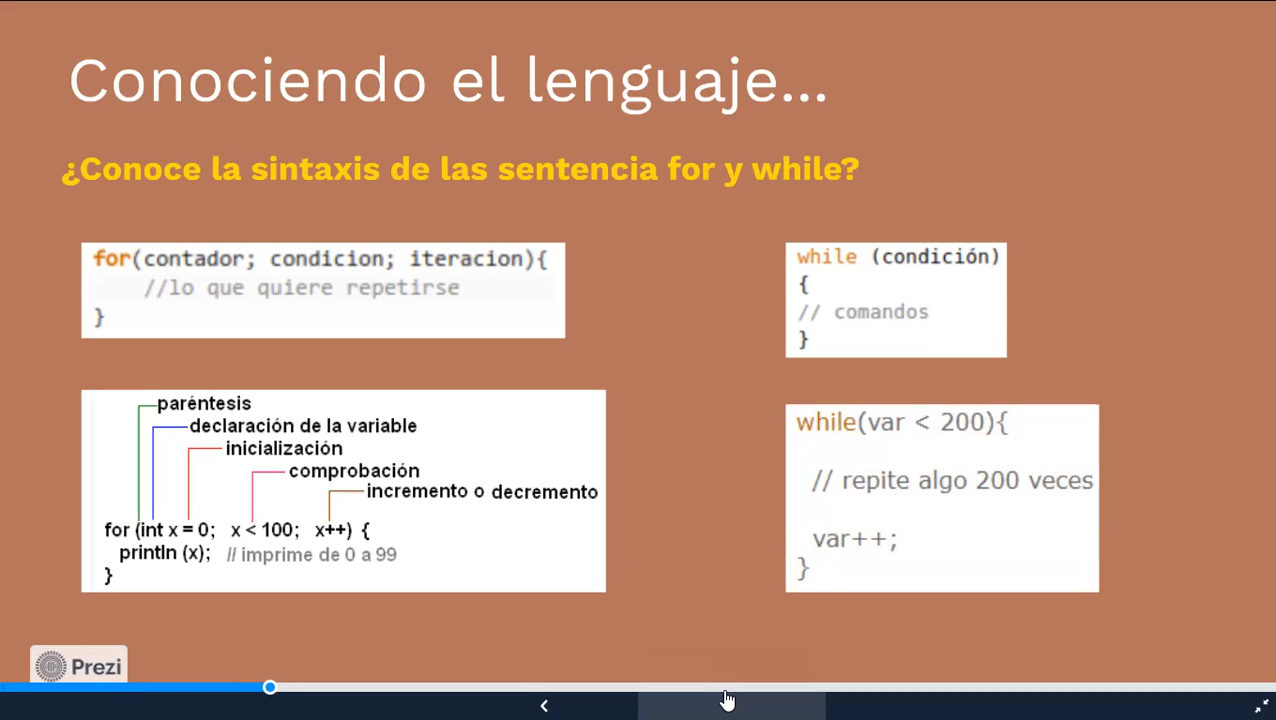 Conociendo el lenguaje...
¿Conoce la sintaxis de las sentencia for y while?
for(contador; condicion; iteracion){
//lo que quiere repetirse
}
while (condición)
{
// comandos
}
paréntesis
declaración de la variable
inicialización
comprobación
incremento o decremento
for (int x = 0; x < 100; x++) {
println (x); // imprime de 0 a 99
}
while(var < 200){
// repite algo 200 veces
var++;
}
Prezi